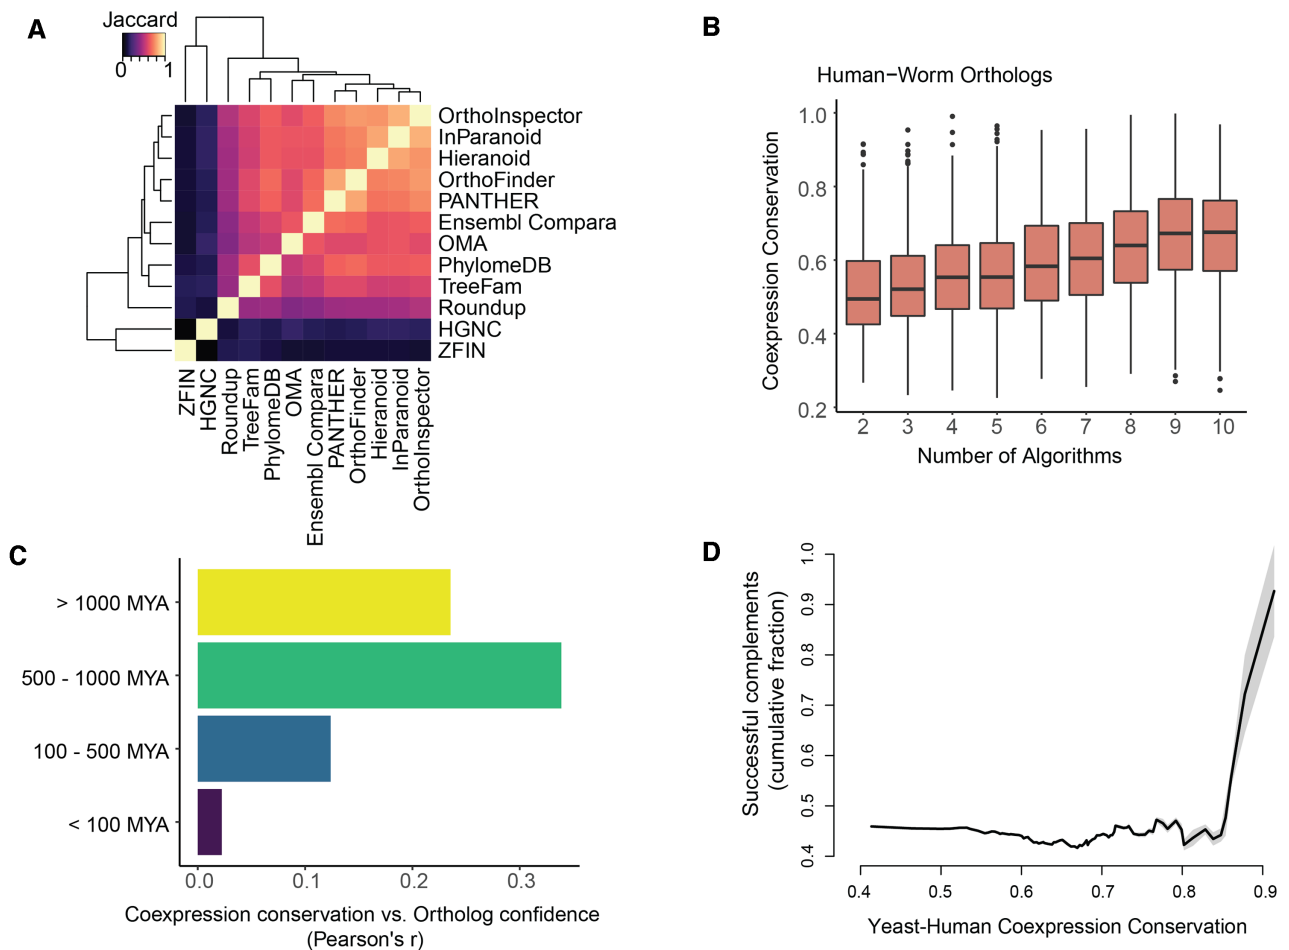 A
Jaccard
0 1
OrthoInspector
InParanoid
Hieranoid
OrthoFinder
PANTHER
Ensembl Compara
OMA
PhylomeDB
TreeFam
Roundup
HGNC
ZFIN
ZFIN
HGNC
Roundup
TreeFam
PhylomeDB
OMA
Ensembl Compara
PANTHER
OrthoFinder
Hieranoid
InParanoid
OrthoInspector
B
Human−Worm Orthologs
Coexpression Conservation
1.0
0.8
0.6
0.4
0.2
2 3 4 5 6 7 8 9 10
Number of Algorithms
C
> 1000 MYA
500 - 1000 MYA
100 - 500 MYA
< 100 MYA
0.0 0.1 0.2 0.3
Coexpression conservation vs. Ortholog confidence
(Pearson's r)
D
Successful complements
(cumulative fraction)
1.0
0.9
0.8
0.7
0.6
0.5
0.4
0.4 0.5 0.6 0.7 0.8 0.9
Yeast-Human Coexpression Conservation